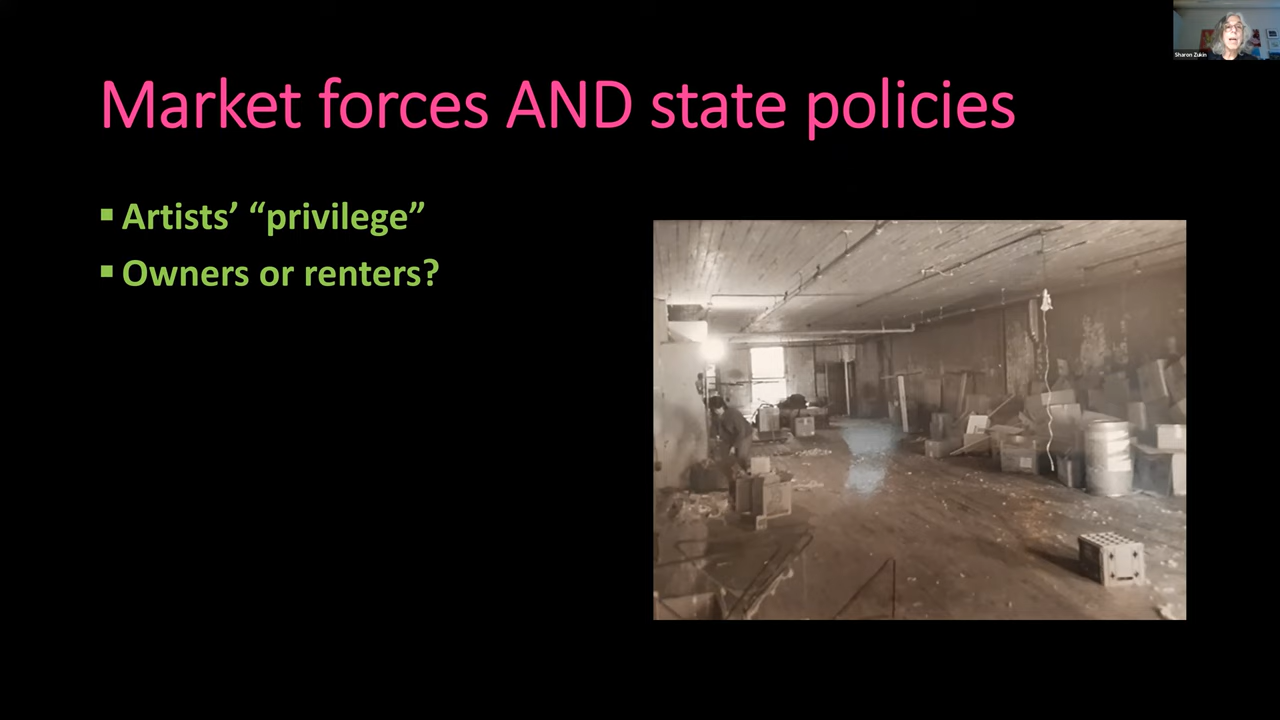 Sharon Zukin
Market forces AND state policies
▪ Artists’ “privilege”
▪ Owners or renters?